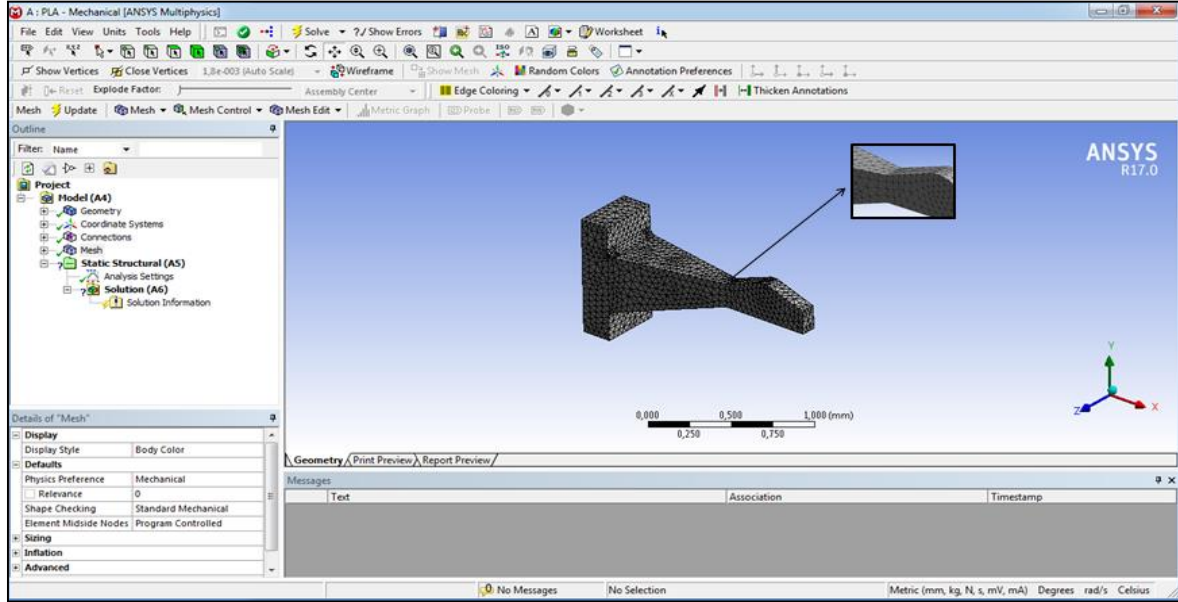 A : PLA - Mechanical [ANSYS Multiphysics]
File Edit View Units Tools Help Solve ?/ Show Errors Worksheet
Show Vertices Close Vertices 1,8e-003 (Auto Scale) Wireframe Show Mesh Random Colors Annotation Preferences
Reset Explode Factor: Assembly Center Edge Coloring Thicken Annotations
Mesh Update Mesh Mesh Control Mesh Edit Metric Graph Probe
Outline
Filter: Name
Project
Model (A4)
Geometry
Coordinate Systems
Connections
Mesh
Static Structural (A5)
Analysis Settings
Solution (A6)
Solution Information
ANSYS
R17.0
Y
Z X
0,000 0,500 1,000 (mm)
0,250 0,750
Geometry Print Preview Report Preview
Details of "Mesh"
Display
Display Style Body Color
Defaults
Physics Preference Mechanical
Relevance 0
Shape Checking Standard Mechanical
Element Midside Nodes Program Controlled
Sizing
Inflation
Advanced
Messages
Text Association Timestamp
No Messages No Selection Metric (mm, kg, N, s, mV, mA) Degrees rad/s Celsius